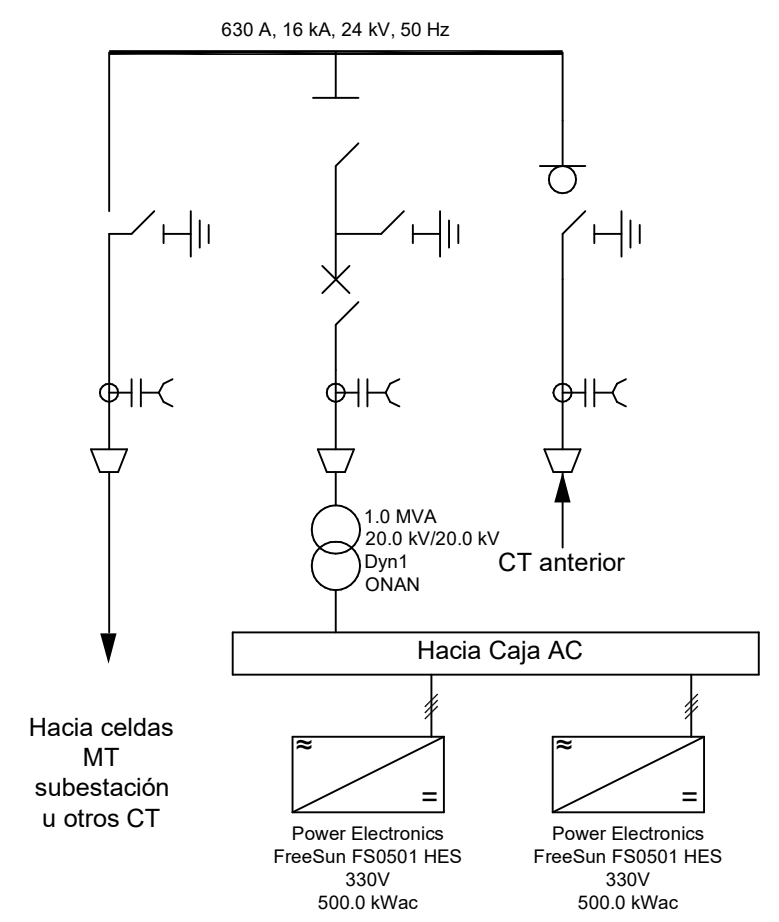 630 A, 16 kA, 24 kV, 50 Hz
1.0 MVA
20.0 kV/20.0 kV
Dyn1
ONAN
CT anterior
Hacia Caja AC
Hacia celdas
MT
subestación
u otros CT
Power Electronics
FreeSun FS0501 HES
330V
500.0 kWac
Power Electronics
FreeSun FS0501 HES
330V
500.0 kWac